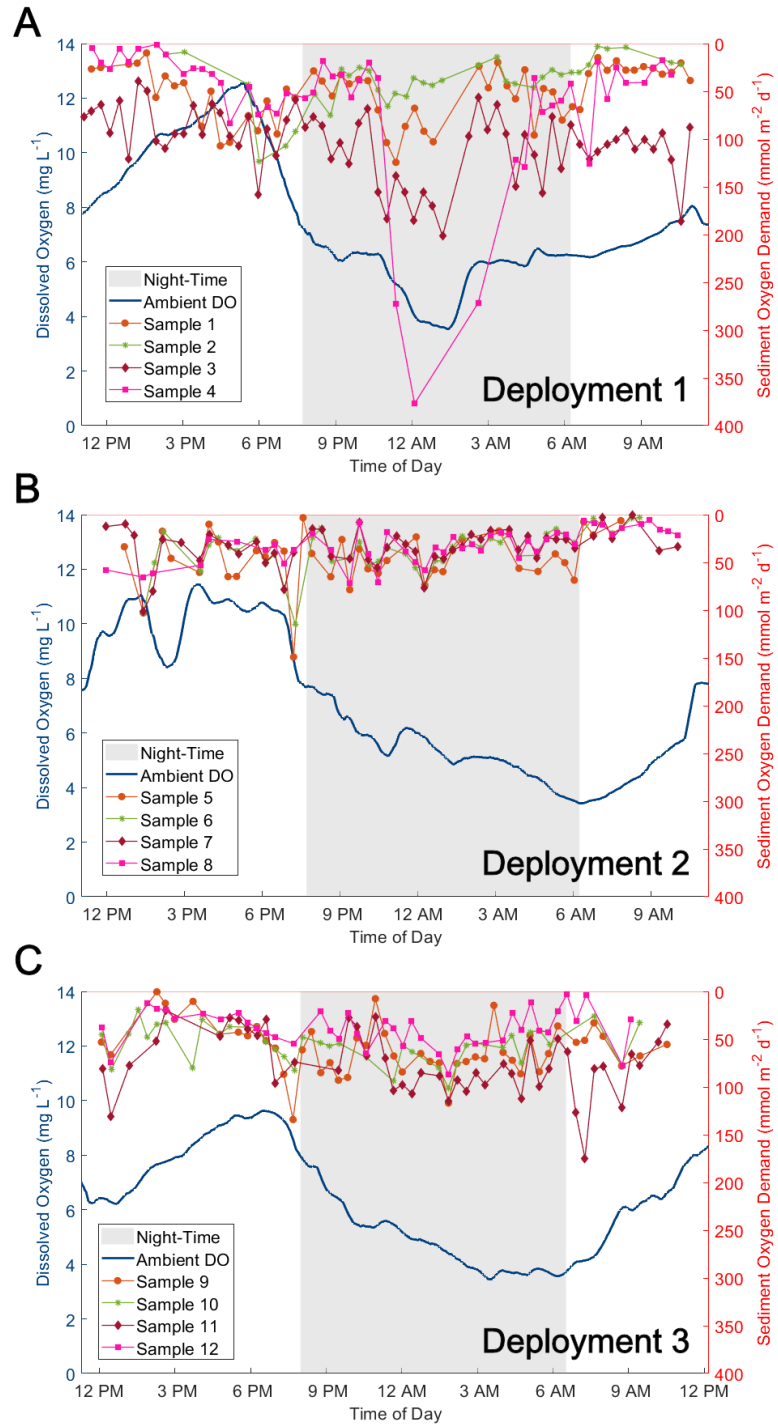 A
14
12
10
8
6
4
2
0
Dissolved Oxygen (mg L⁻¹)
0
50
100
150
200
250
300
350
400
Sediment Oxygen Demand (mmol m⁻² d⁻¹)
Night-Time
Ambient DO
Sample 1
Sample 2
Sample 3
Sample 4
Deployment 1
12 PM 3 PM 6 PM 9 PM 12 AM 3 AM 6 AM 9 AM
Time of Day
B
14
12
10
8
6
4
2
0
Dissolved Oxygen (mg L⁻¹)
0
50
100
150
200
250
300
350
400
Sediment Oxygen Demand (mmol m⁻² d⁻¹)
Night-Time
Ambient DO
Sample 5
Sample 6
Sample 7
Sample 8
Deployment 2
12 PM 3 PM 6 PM 9 PM 12 AM 3 AM 6 AM 9 AM
Time of Day
C
14
12
10
8
6
4
2
0
Dissolved Oxygen (mg L⁻¹)
0
50
100
150
200
250
300
350
400
Sediment Oxygen Demand (mmol m⁻² d⁻¹)
Night-Time
Ambient DO
Sample 9
Sample 10
Sample 11
Sample 12
Deployment 3
12 PM 3 PM 6 PM 9 PM 12 AM 3 AM 6 AM 9 AM 12 PM
Time of Day